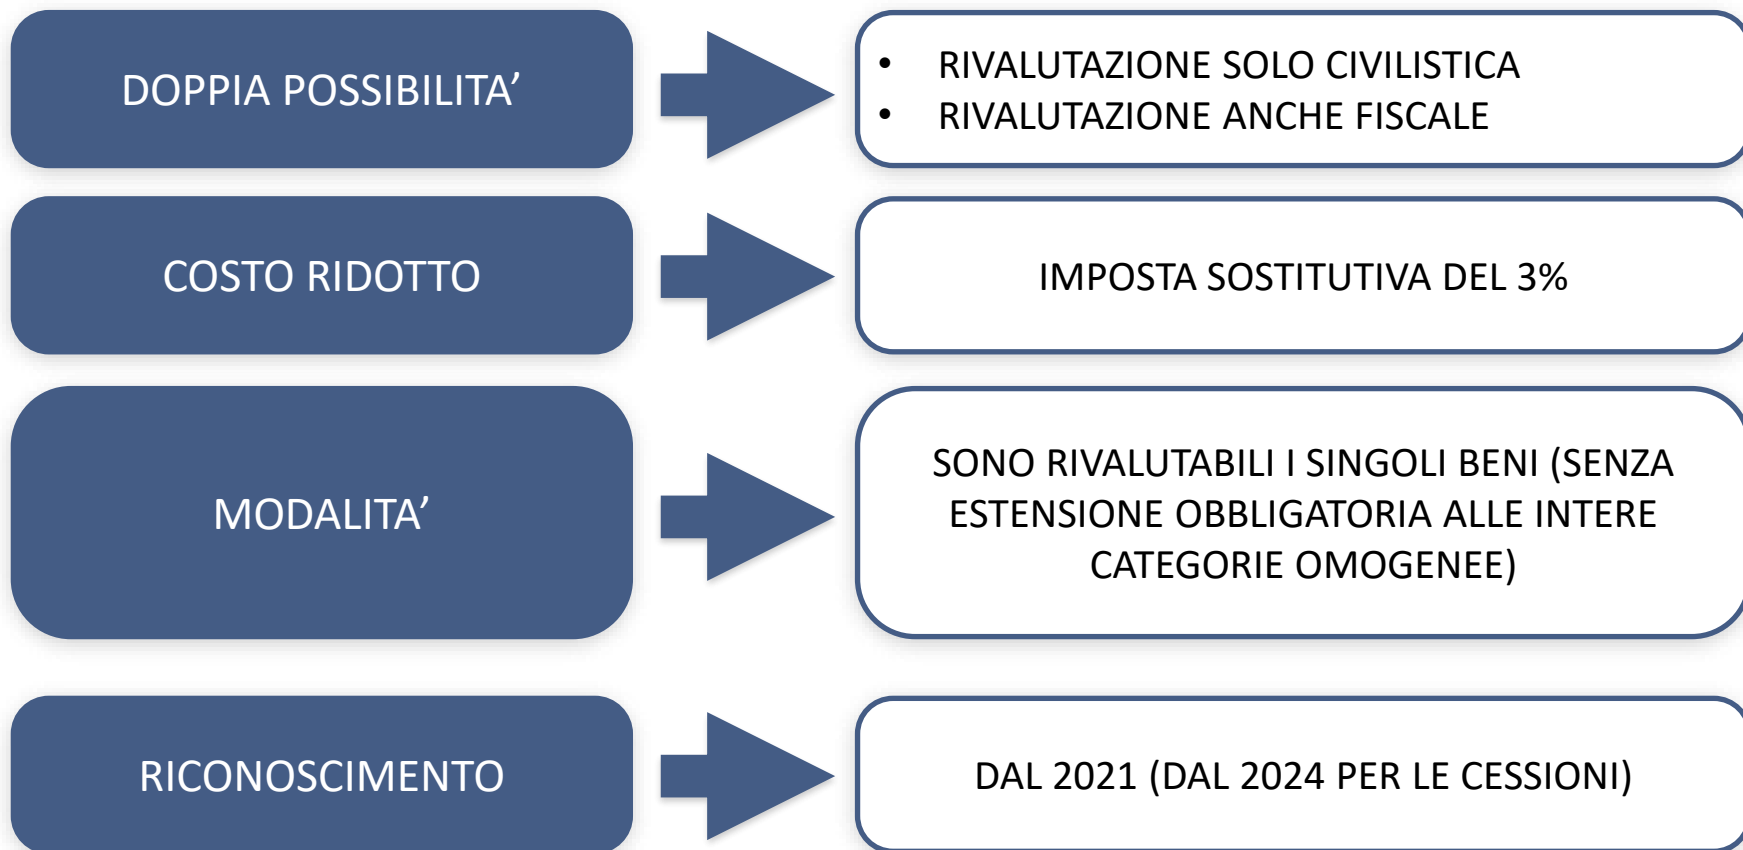 DOPPIA POSSIBILITA’
• RIVALUTAZIONE SOLO CIVILISTICA
• RIVALUTAZIONE ANCHE FISCALE
COSTO RIDOTTO
IMPOSTA SOSTITUTIVA DEL 3%
MODALITA’
SONO RIVALUTABILI I SINGOLI BENI (SENZA
ESTENSIONE OBBLIGATORIA ALLE INTERE
CATEGORIE OMOGENEE)
RICONOSCIMENTO
DAL 2021 (DAL 2024 PER LE CESSIONI)